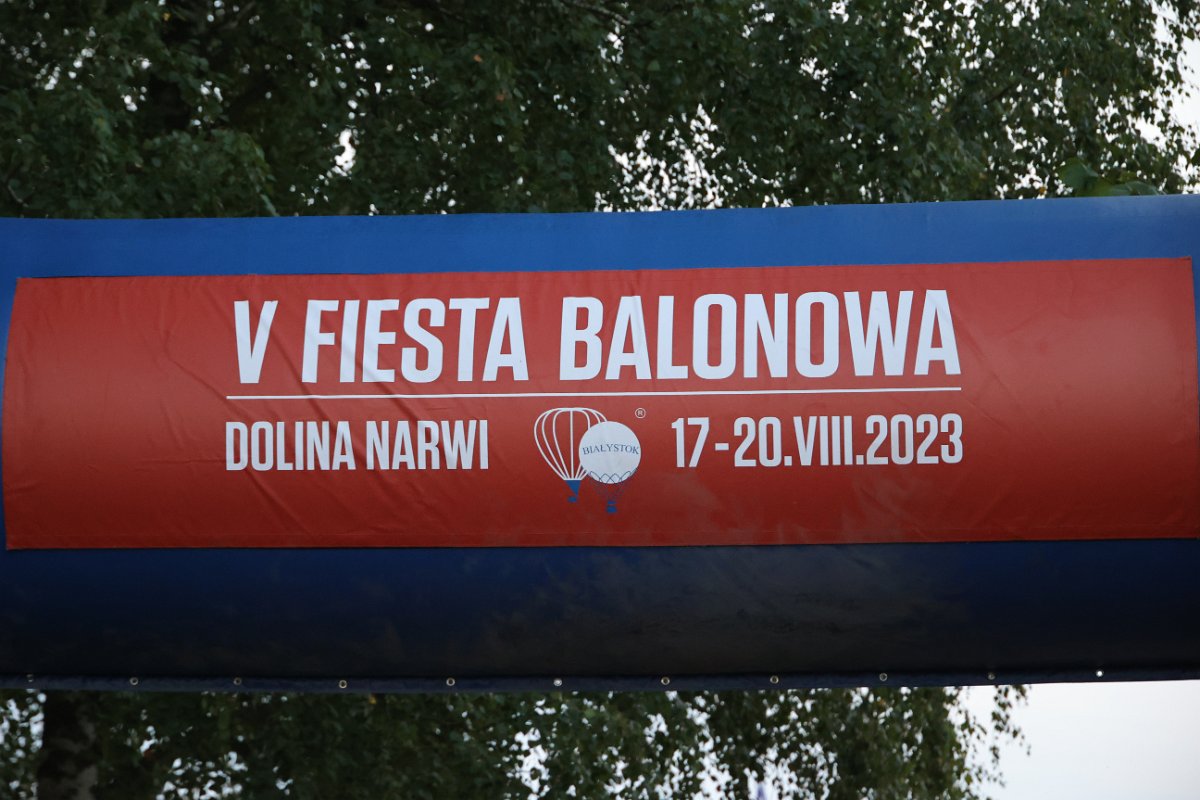 V FIESTA BALONOWA
DOLINA NARWI
BIAŁYSTOK
®
17-20.VIII.2023